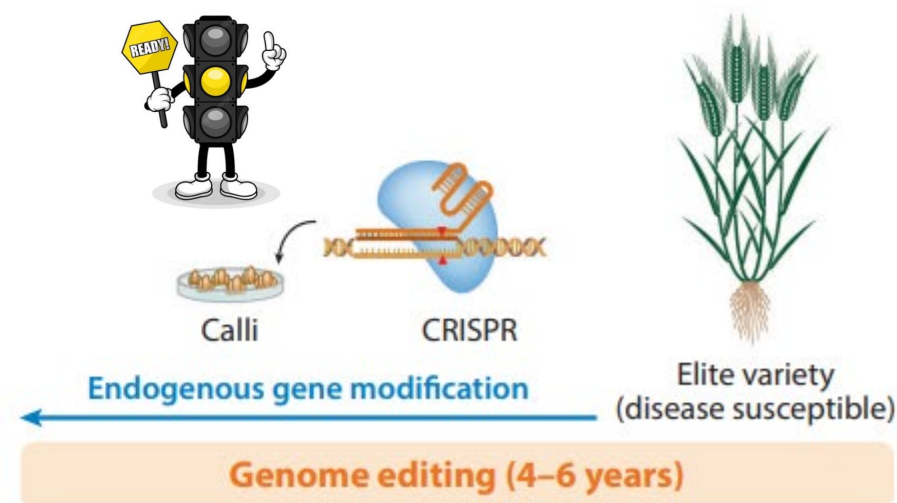 READY!
Calli
CRISPR
Elite variety
(disease susceptible)
Endogenous gene modification
Genome editing (4–6 years)